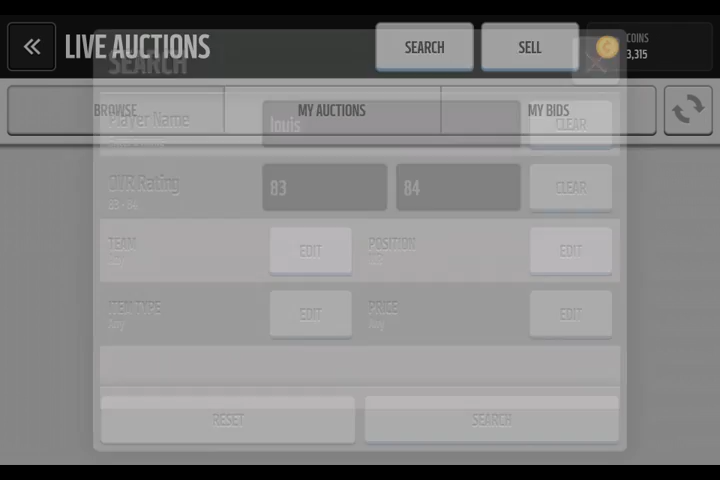 LIVE AUCTIONS
SEARCH
SELL
COINS
3,315
SEARCH
BROWSE
MY AUCTIONS
MY BIDS
Player Name
louis
CLEAR
OVR Rating
83
84
CLEAR
83 - 84
TEAM
EDIT
POSITION
EDIT
ITEM TYPE
Any
EDIT
PRICE
Any
EDIT
RESET
SEARCH